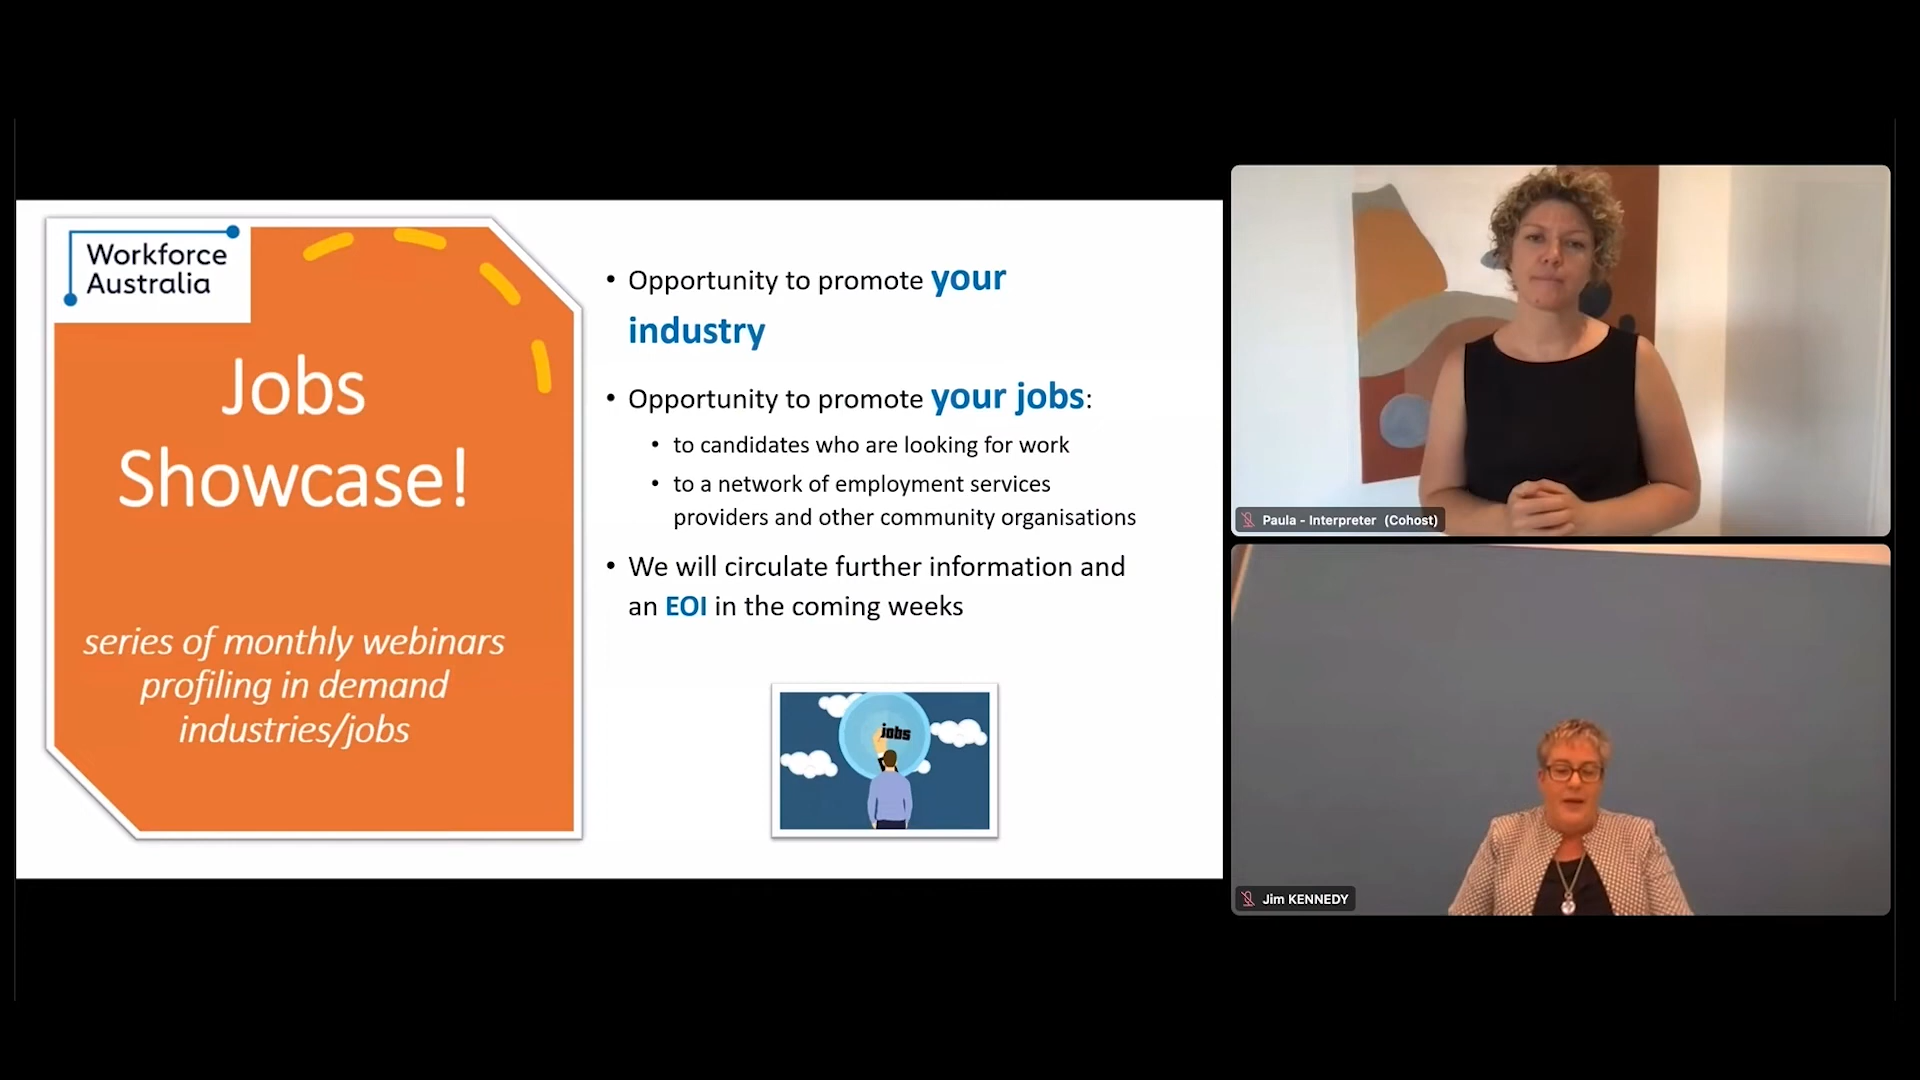 Workforce
Australia
Jobs
Showcase!
series of monthly webinars
profiling in demand
industries/jobs
• Opportunity to promote your
industry
• Opportunity to promote your jobs:
• to candidates who are looking for work
• to a network of employment services
providers and other community organisations
• We will circulate further information and
an EOI in the coming weeks
jobs
Paula - Interpreter (Cohost)
Jim KENNEDY